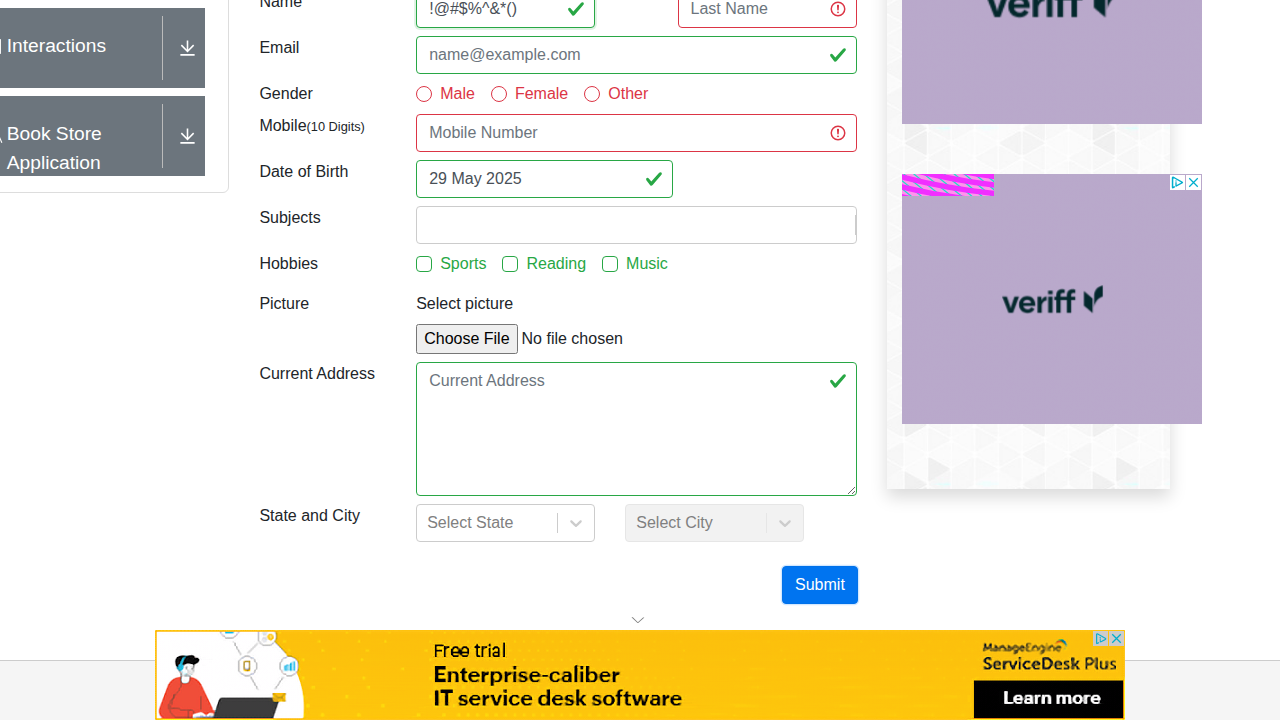 Name
!@#$%^&*()
Last Name
Interactions
Email
name@example.com
Gender
Male
Female
Other
Mobile(10 Digits)
Mobile Number
Book Store
Application
Date of Birth
29 May 2025
Subjects
Hobbies
Sports
Reading
Music
Picture
Select picture
Choose File No file chosen
Current Address
Current Address
State and City
Select State
Select City
Submit
veriff
veriff
Free trial
Enterprise-caliber
IT service desk software
ManageEngine
ServiceDesk Plus
Learn more